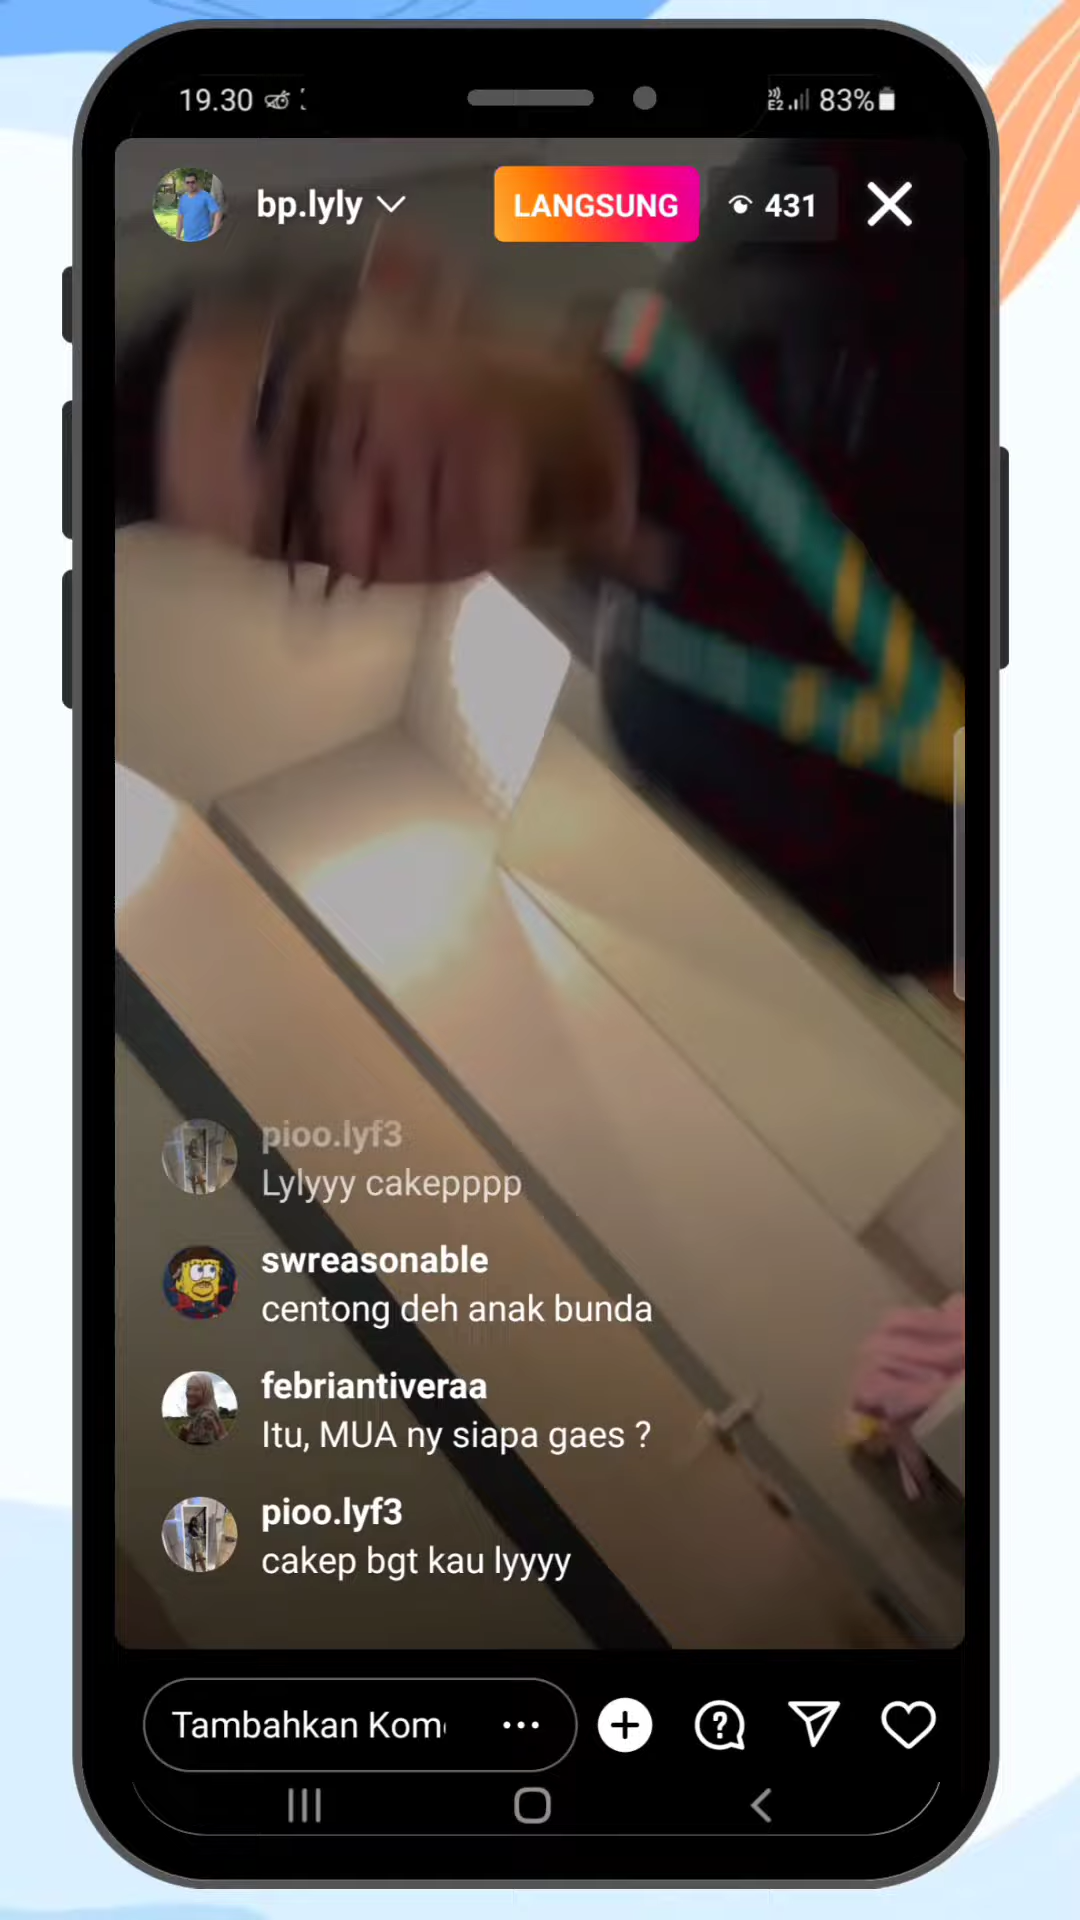 19.30
83%
bp.lyly
LANGSUNG
431
pioo.lyf3
Lylyyy cakepppp
swreasonable
centong deh anak bunda
febriantiveraa
Itu, MUA ny siapa gaes ?
pioo.lyf3
cakep bgt kau lyyyy
Tambahkan Kom